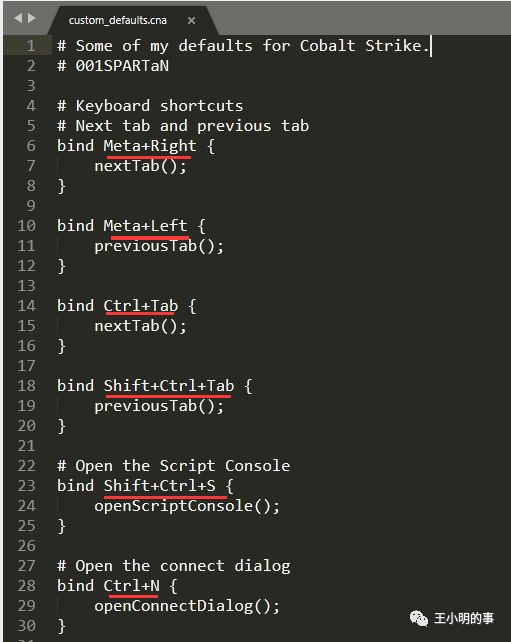 custom_defaults.cna ×
1 # Some of my defaults for Cobalt Strike.
2 # 001SPARTaN
3
4 # Keyboard shortcuts
5 # Next tab and previous tab
6 bind Meta+Right {
7     nextTab();
8 }
9
10 bind Meta+Left {
11     previousTab();
12 }
13
14 bind Ctrl+Tab {
15     nextTab();
16 }
17
18 bind Shift+Ctrl+Tab {
19     previousTab();
20 }
21
22 # Open the Script Console
23 bind Shift+Ctrl+S {
24     openScriptConsole();
25 }
26
27 # Open the connect dialog
28 bind Ctrl+N {
29     openConnectDialog();
30 }
王小明的事